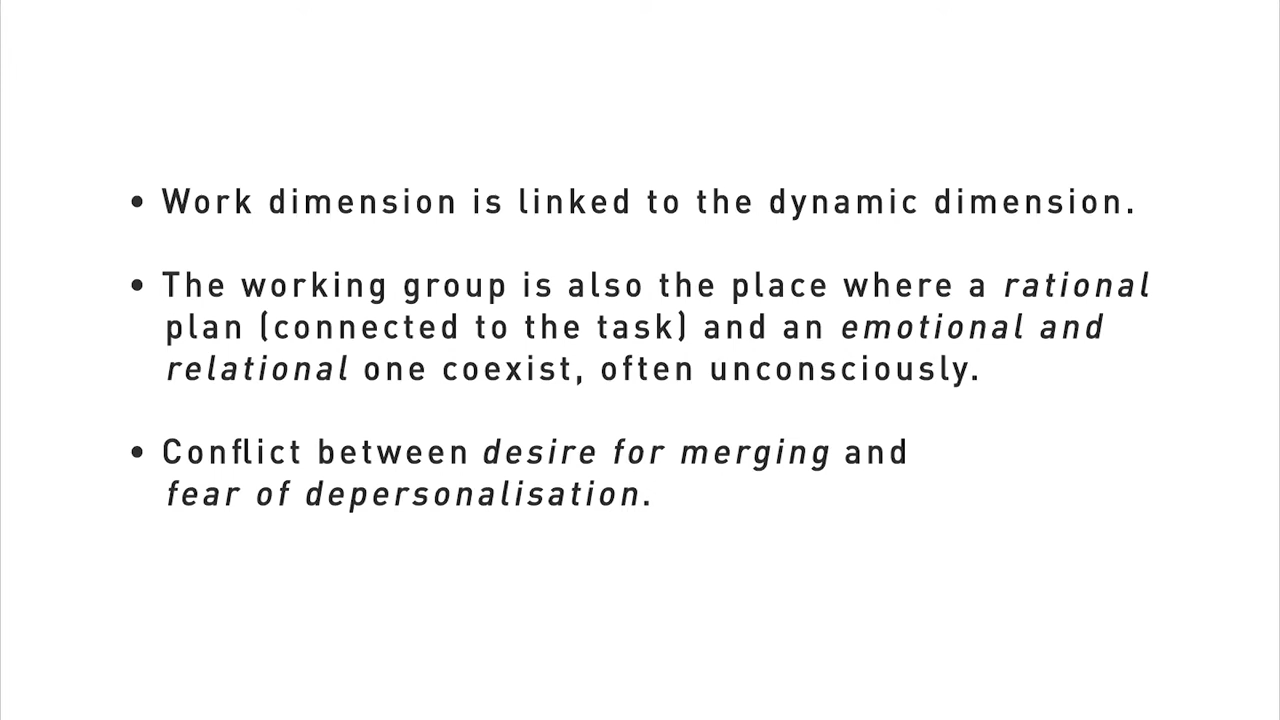 • Work dimension is linked to the dynamic dimension.
• The working group is also the place where a rational
plan (connected to the task) and an emotional and
relational one coexist, often unconsciously.
• Conflict between desire for merging and
fear of depersonalisation.